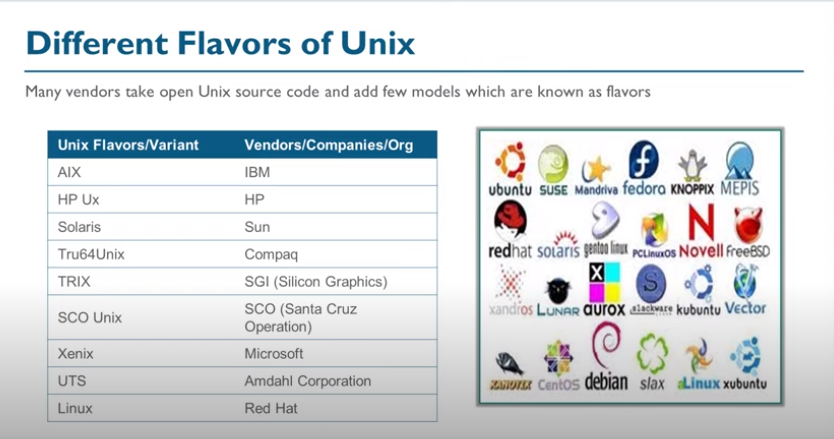 Different Flavors of Unix
Many vendors take open Unix source code and add few models which are known as flavors
Unix Flavors/Variant Vendors/Companies/Org
AIX IBM
HP Ux HP
Solaris Sun
Tru64Unix Compaq
TRIX SGI (Silicon Graphics)
SCO Unix SCO (Santa Cruz
Operation)
Xenix Microsoft
UTS Amdahl Corporation
Linux Red Hat
ubuntu SUSE Mandriva fedora KNOPPIX MEPIS
redhat solaris gentoo linux PCLinuxOS Novell FreeBSD
xandros LUNAR aurox slackware kubuntu Vector
KANOTIX CentOS debian slax aLinux xubuntu